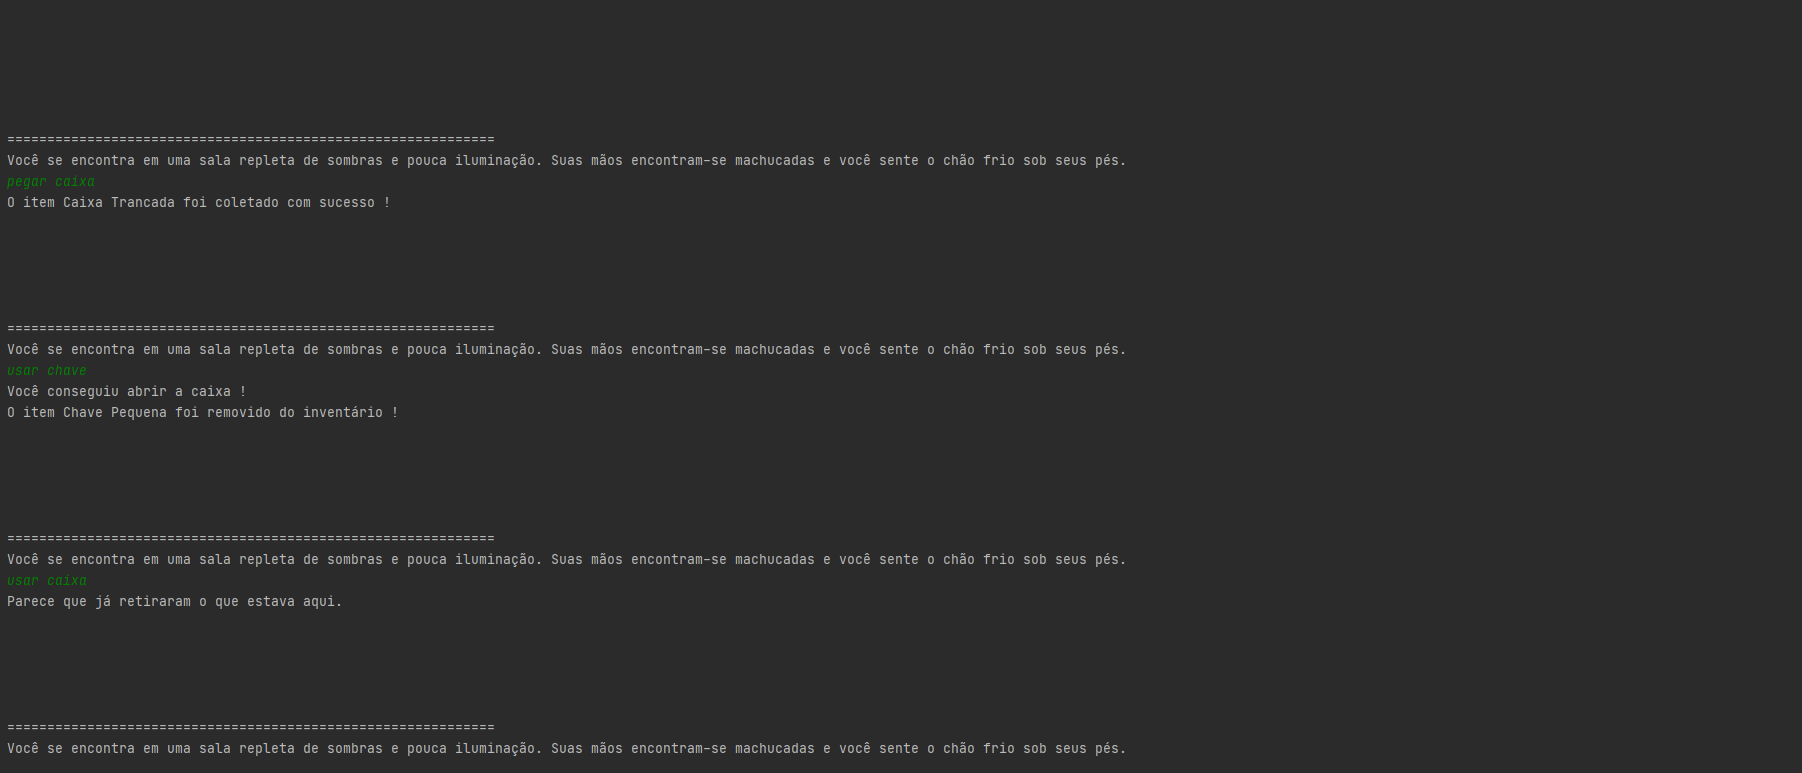 =============================================================
Você se encontra em uma sala repleta de sombras e pouca iluminação. Suas mãos encontram-se machucadas e você sente o chão frio sob seus pés.
pegar caixa
O item Caixa Trancada foi coletado com sucesso !
=============================================================
Você se encontra em uma sala repleta de sombras e pouca iluminação. Suas mãos encontram-se machucadas e você sente o chão frio sob seus pés.
usar chave
Você conseguiu abrir a caixa !
O item Chave Pequena foi removido do inventário !
=============================================================
Você se encontra em uma sala repleta de sombras e pouca iluminação. Suas mãos encontram-se machucadas e você sente o chão frio sob seus pés.
usar caixa
Parece que já retiraram o que estava aqui.
=============================================================
Você se encontra em uma sala repleta de sombras e pouca iluminação. Suas mãos encontram-se machucadas e você sente o chão frio sob seus pés.